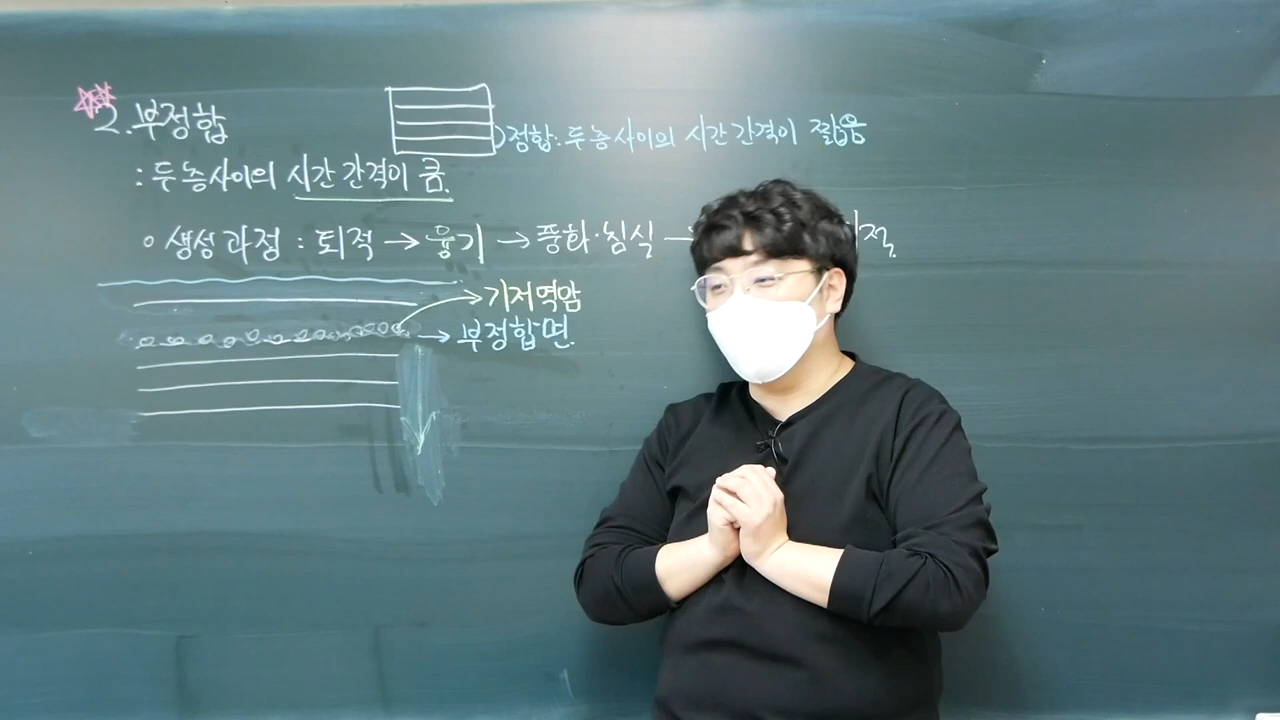 2. 부정합
정합: 두 층 사이의 시간 간격이 짧음
: 두 층 사이의 시간 간격이 큼.
○ 생성 과정 : 퇴적 → 융기 → 풍화·침식 →
→ 기저역암
→ 부정합면.